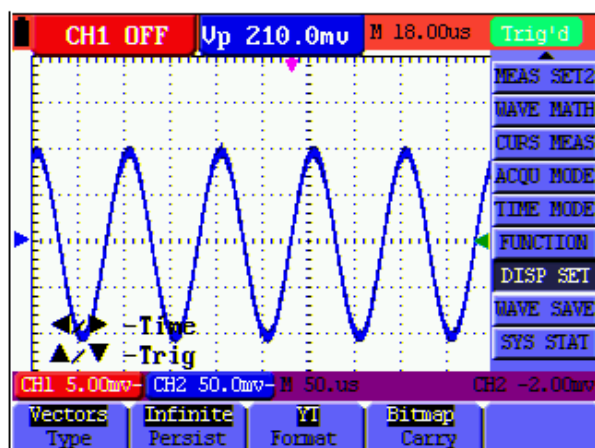 CH1 OFF Vp 210.0mv M 18.00us Trig'd
MEAS SET2
WAVE MATH
CURS MEAS
ACQU MODE
TIME MODE
FUNCTION
DISP SET
WAVE SAVE
SYS STAT
◀/▶ -Time
▲/▼ -Trig
CH1 5.00mv- CH2 50.0mv- M 50.us CH2 -2.00mv
Vectors Infinite YT Bitmap
Type Persist Format Carry